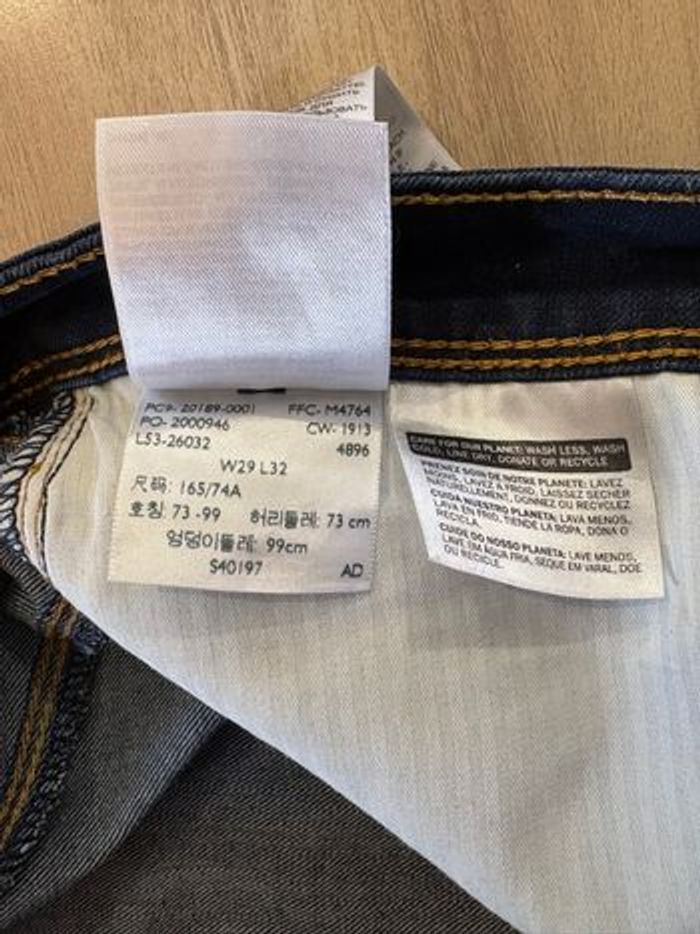 ЛЬЗОВАТЬ
PC9- 20189-0001 FFC- M4764
PO- 2000946 CW- 1913
L53-26032 4896
W29 L32
尺码: 165/74A
호칭: 73 -99 허리둘레: 73 cm
엉덩이둘레: 99cm
S40197 AD
CARE FOR OUR PLANET: WASH LESS, WASH
COLD, LINE DRY, DONATE OR RECYCLE
PRENEZ SOIN DE NOTRE PLANETE: LAVEZ
MOINS, LAVEZ A FROID, LAISSEZ SECHER
NATURELLEMENT, DONNEZ OU RECYCLEZ
CUIDA NUESTRO PLANETA: LAVA MENOS,
LAVA EN FRIO, TIENDE LA ROPA, DONA O
RECICLA.
CUIDE DO NOSSO PLANETA: LAVE MENOS,
LAVE EM AGUA FRIA, SEQUE EM VARAL, DOE
OU RECICLE.